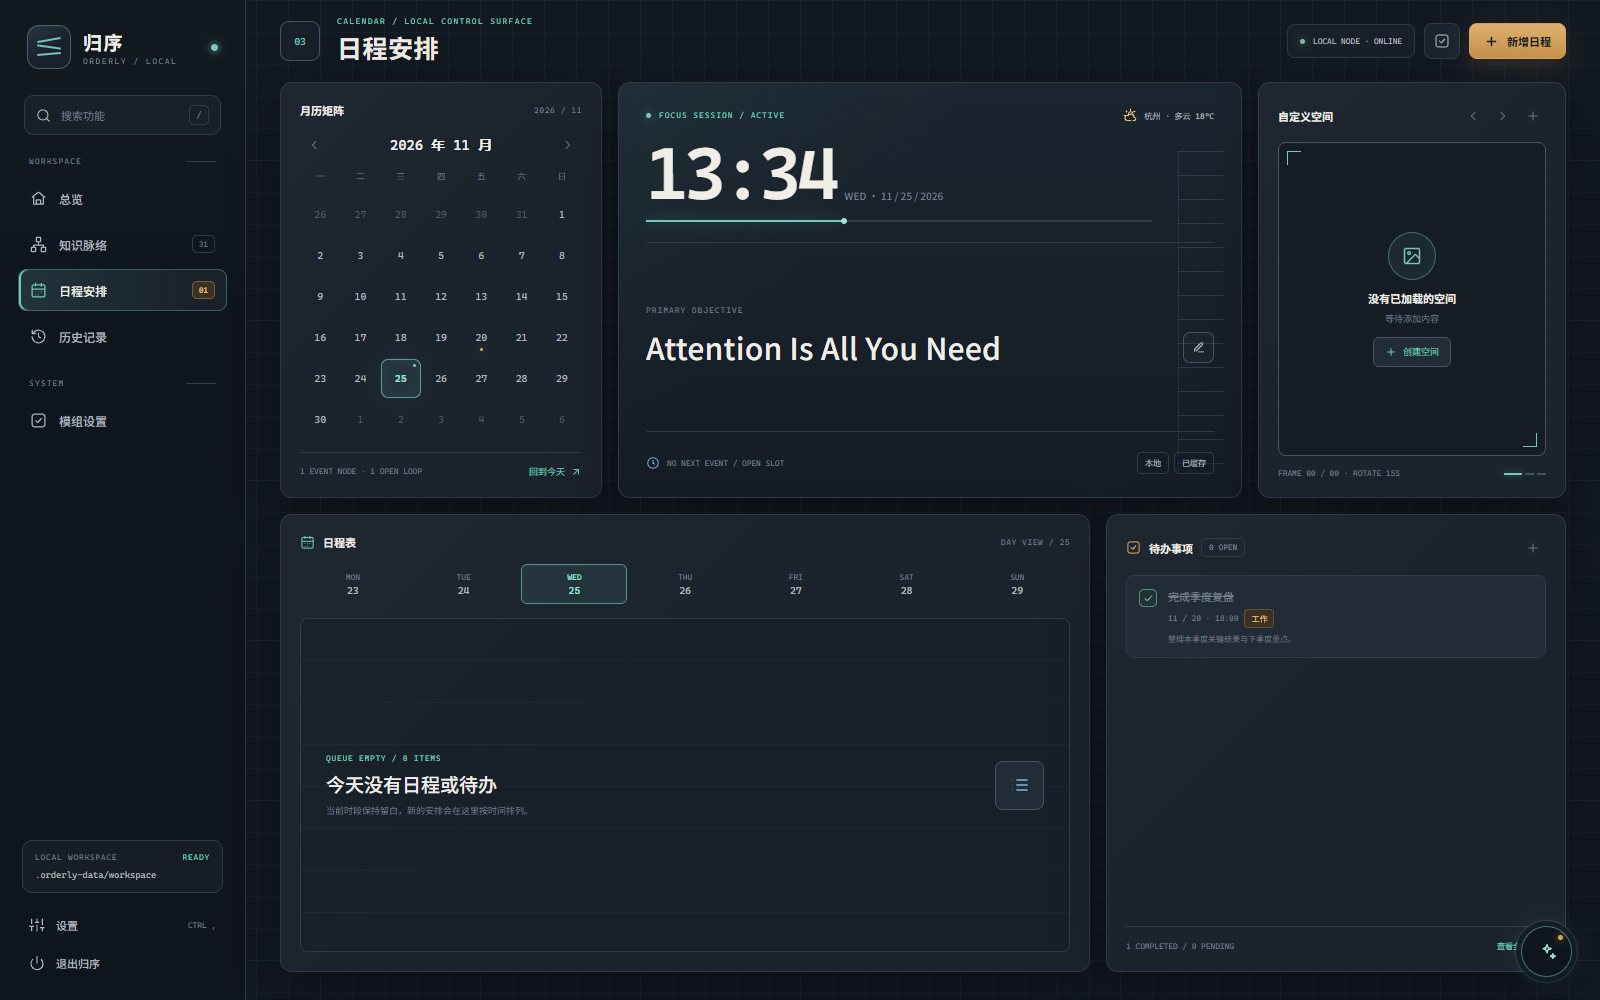 归序
ORDERLY / LOCAL
搜索功能 /
WORKSPACE
总览
知识脉络 31
日程安排 01
历史记录
SYSTEM
模组设置
LOCAL WORKSPACE READY
.orderly-data/workspace
设置 CTRL ,
退出归序
03
CALENDAR / LOCAL CONTROL SURFACE
日程安排
LOCAL NODE · ONLINE
新增日程
月历矩阵 2026 / 11
2026 年 11 月
一 二 三 四 五 六 日
26 27 28 29 30 31 1
2 3 4 5 6 7 8
9 10 11 12 13 14 15
16 17 18 19 20 21 22
23 24 25 26 27 28 29
30 1 2 3 4 5 6
1 EVENT NODE · 1 OPEN LOOP 回到今天
FOCUS SESSION / ACTIVE 杭州 · 多云 18°C
13:34 WED · 11 / 25 / 2026
PRIMARY OBJECTIVE
Attention Is All You Need
NO NEXT EVENT / OPEN SLOT 本地 已缓存
自定义空间
没有已加载的空间
等待添加内容
创建空间
FRAME 00 / 00 · ROTATE 15S
日程表 DAY VIEW / 25
MON TUE WED THU FRI SAT SUN
23 24 25 26 27 28 29
QUEUE EMPTY / 0 ITEMS
今天没有日程或待办
当前时段保持留白，新的安排会在这里按时间排列。
待办事项 0 OPEN
完成季度复盘
11 / 20 · 18:00 工作
整理本季度关键结果与下季度重点。
1 COMPLETED / 0 PENDING 查看